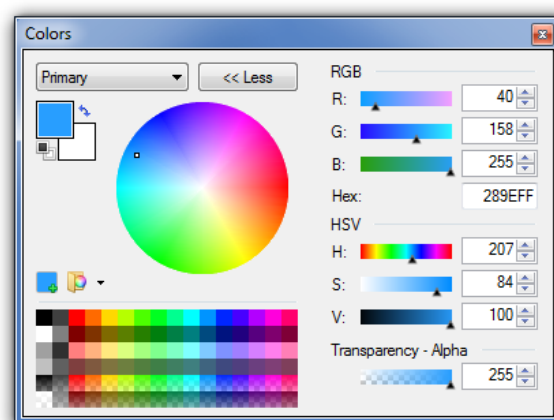 Colors
Primary
<< Less
RGB
R: 40
G: 158
B: 255
Hex: 289EFF
HSV
H: 207
S: 84
V: 100
Transparency - Alpha
255